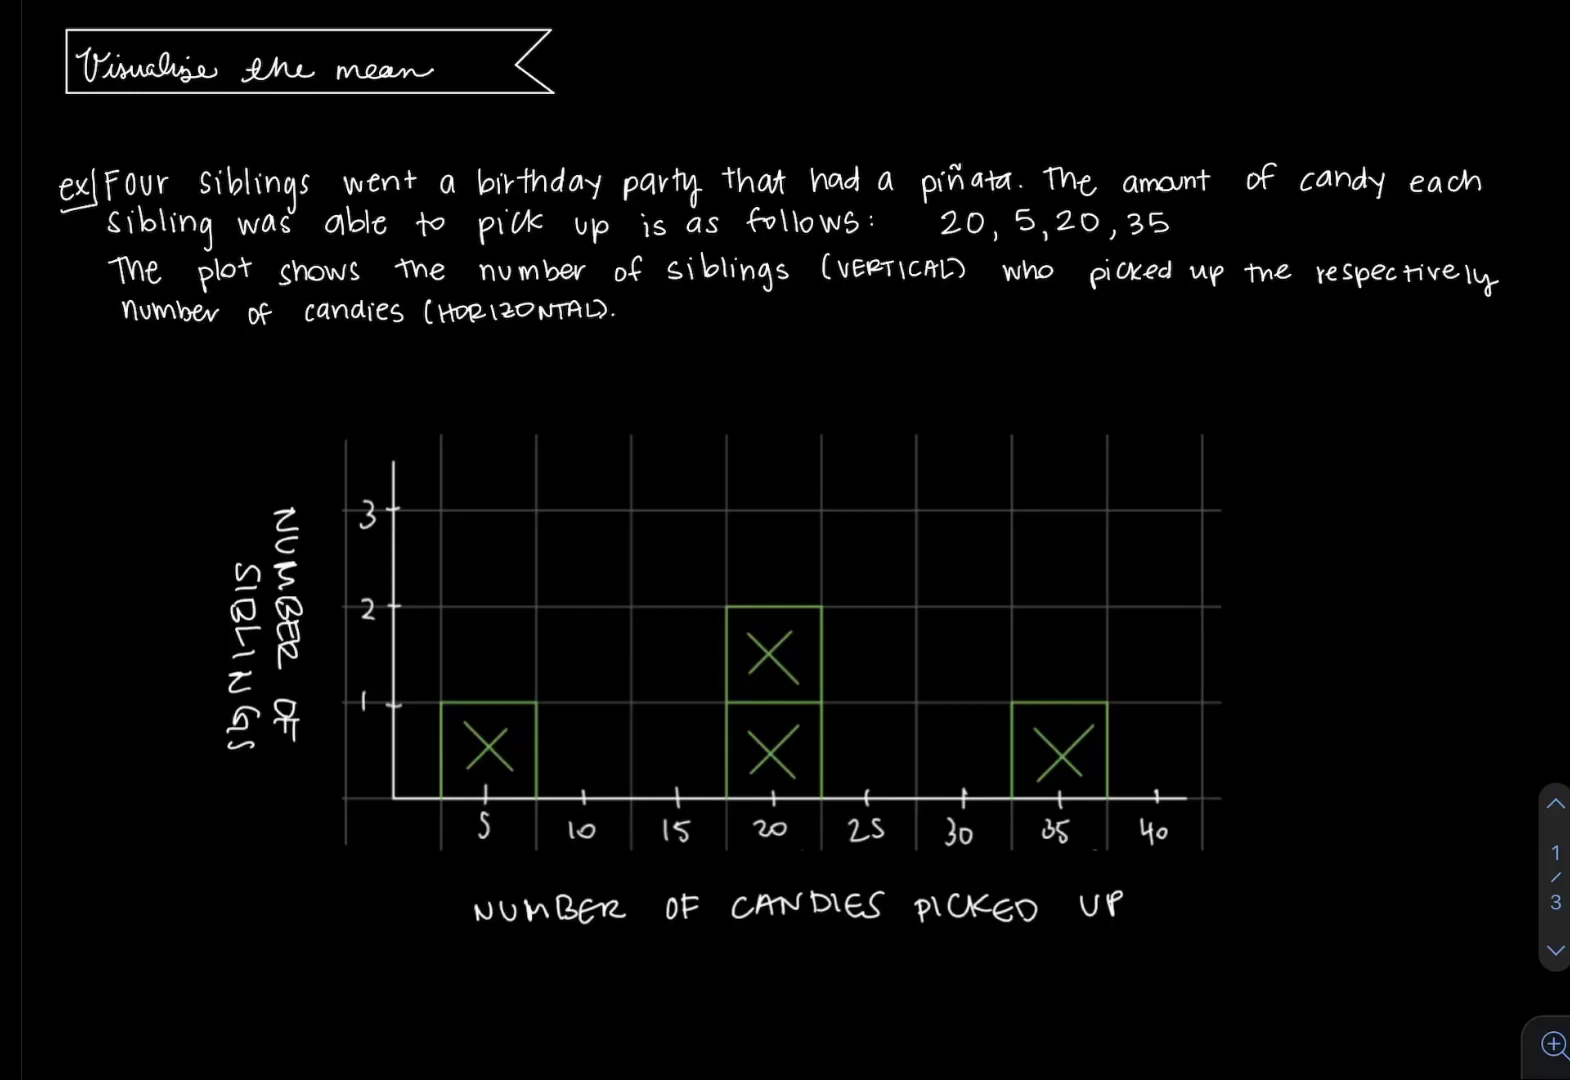 Visualize the mean
ex| Four siblings went a birthday party that had a piñata. The amount of candy each
sibling was able to pick up is as follows: 20, 5, 20, 35
The plot shows the number of siblings (VERTICAL) who picked up the respectively
number of candies (HORIZONTAL).
NUMBER OF
SIBLINGS
3
2
1
5 10 15 20 25 30 35 40
NUMBER OF CANDIES PICKED UP
1
/
3